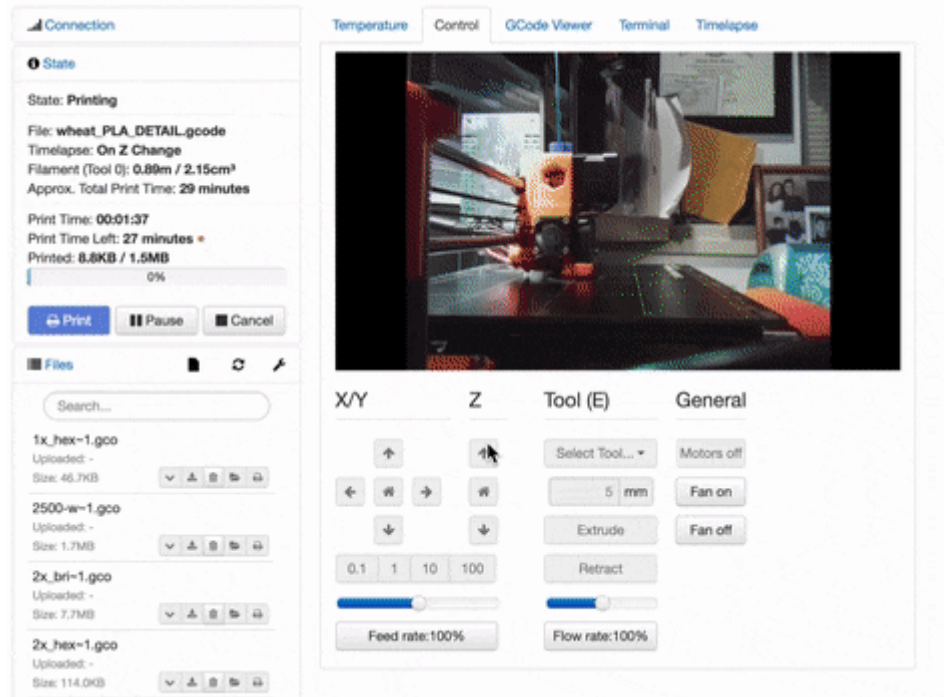 Connection
State
State: Printing
File: wheat_PLA_DETAIL.gcode
Timelapse: On Z Change
Filament (Tool 0): 0.89m / 2.15cm³
Approx. Total Print Time: 29 minutes
Print Time: 00:01:37
Print Time Left: 27 minutes
Printed: 8.8KB / 1.5MB
0%
Print Pause Cancel
Files
Search...
1x_hex~1.gco
Uploaded: -
Size: 46.7KB
2500-w~1.gco
Uploaded: -
Size: 1.7MB
2x_bri~1.gco
Uploaded: -
Size: 7.7MB
2x_hex~1.gco
Uploaded: -
Size: 114.0KB
Temperature Control GCode Viewer Terminal Timelapse
X/Y Z Tool (E) General
Select Tool... Motors off
5 mm Fan on
Extrude Fan off
0.1 1 10 100 Retract
Feed rate:100% Flow rate:100%